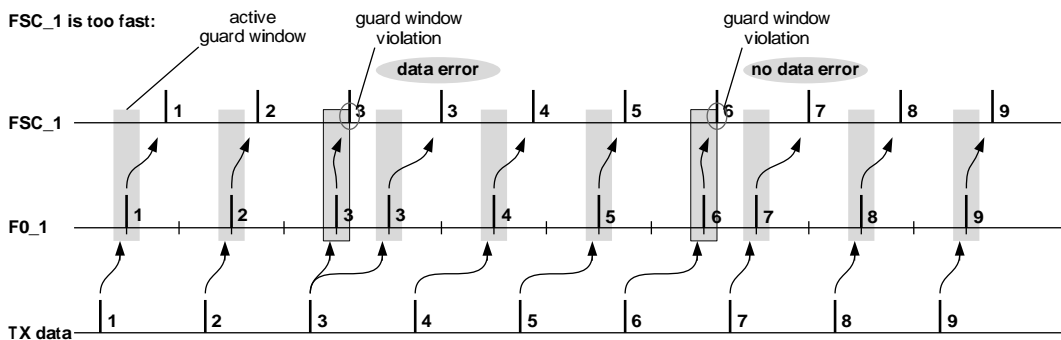 FSC_1 is too fast:
active
guard window
guard window
violation
data error
guard window
violation
no data error
FSC_1 1 2 3 3 4 5 6 7 8 9
F0_1 1 2 3 3 4 5 6 7 8 9
TX data 1 2 3 4 5 6 7 8 9